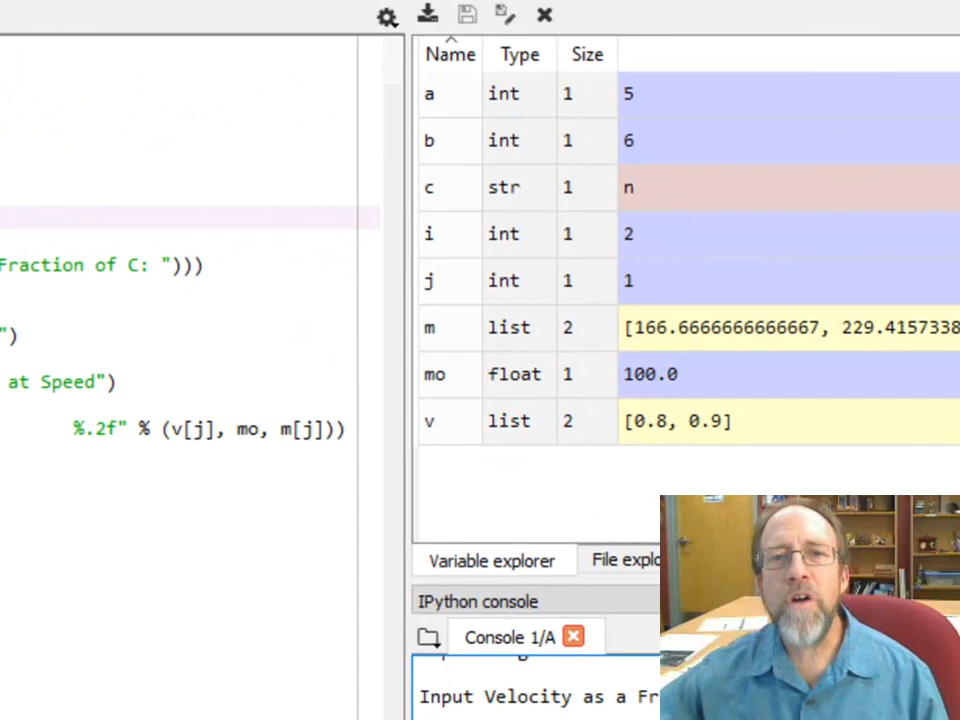 Name Type Size
a int 1 5
b int 1 6
c str 1 n
i int 1 2
j int 1 1
m list 2 [166.6666666666667, 229.4157338
mo float 1 100.0
v list 2 [0.8, 0.9]
Fraction of C: ")))
")
at Speed")
%.2f" % (v[j], mo, m[j]))
Variable explorer File explo
IPython console
Console 1/A
Input Velocity as a Fr